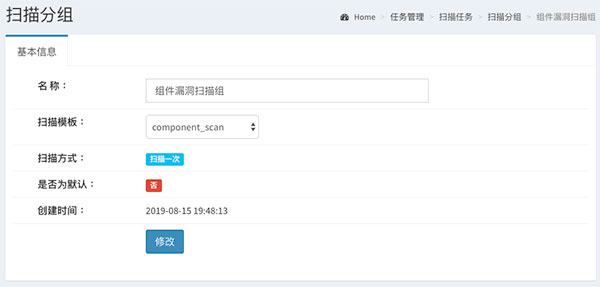 扫描分组
Home > 任务管理 > 扫描任务 > 扫描分组 > 组件漏洞扫描组
基本信息
名 称： 组件漏洞扫描组
扫描模板： component_scan
扫描方式： 扫描一次
是否为默认： 否
创建时间： 2019-08-15 19:48:13
修改